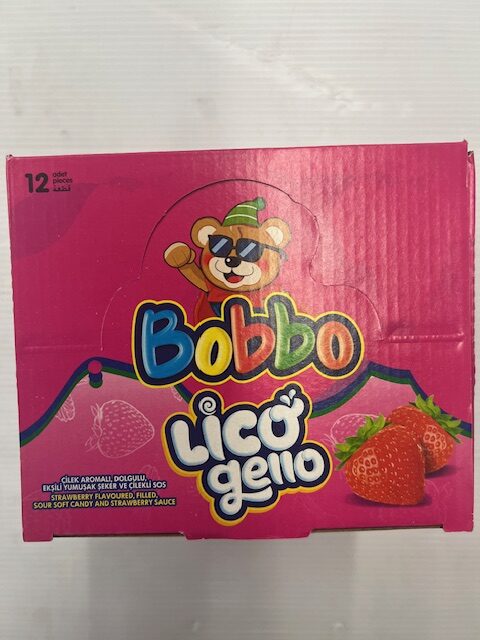 12 adet
pieces
قطعة
Bobbo
Lico
gello
ÇİLEK AROMALI, DOLGULU,
EKŞİLİ YUMUŞAK ŞEKER VE ÇİLEKLİ SOS
STRAWBERRY FLAVOURED, FILLED,
SOUR SOFT CANDY AND STRAWBERRY SAUCE